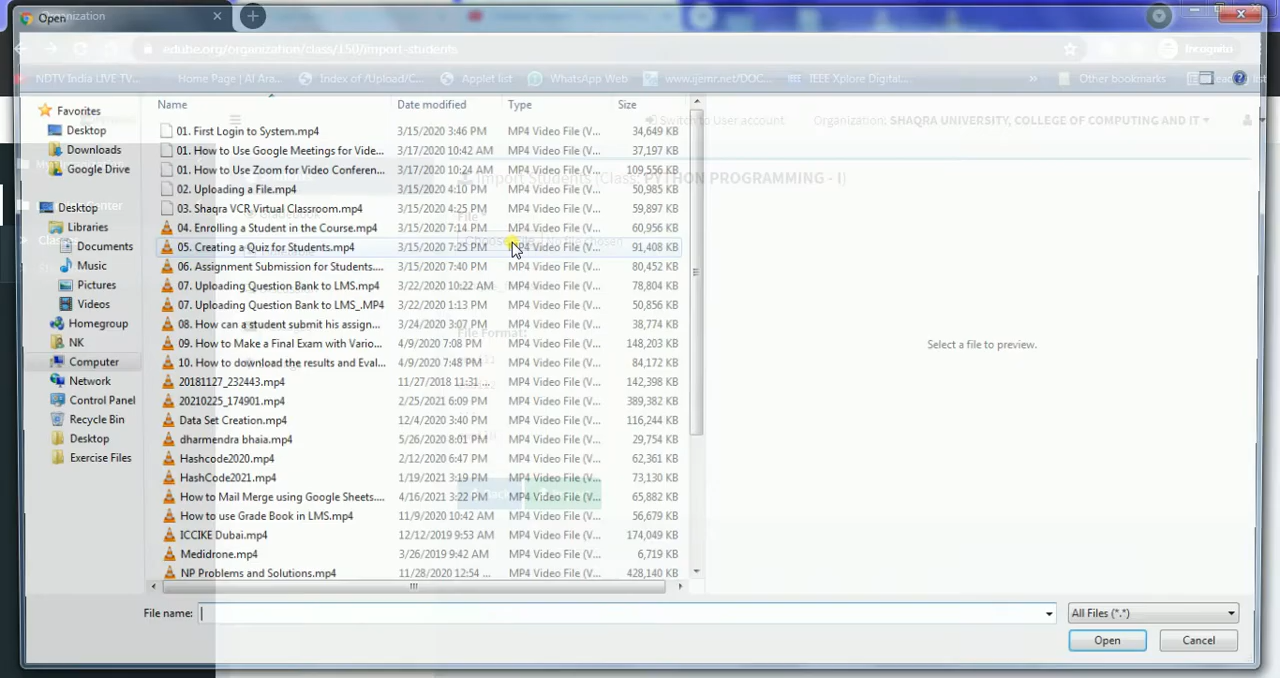 Open
Organization
edube.org/organization/class/150/import-students
Incognito
NDTV India LIVE TV...
Home Page | Al Ara...
Index of /Upload/C...
Applet list
WhatsApp Web
www.ijemr.net/DOC...
IEEE Xplore Digital...
»
Other bookmarks
Name
Date modified
Type
Size
Switch to User account
Organization: SHAQRA UNIVERSITY, COLLEGE OF COMPUTING AND IT
Import Students (Class: PYTHON PROGRAMMING - I)
File
File Format:
Favorites
Desktop
Downloads
Google Drive
Desktop
Libraries
Documents
Music
Pictures
Videos
Homegroup
NK
Computer
Network
Control Panel
Recycle Bin
Desktop
Exercise Files
01. First Login to System.mp4 3/15/2020 3:46 PM MP4 Video File (V... 34,649 KB
01. How to Use Google Meetings for Vide... 3/17/2020 10:42 AM MP4 Video File (V... 37,197 KB
01. How to Use Zoom for Video Conferen... 3/17/2020 10:24 AM MP4 Video File (V... 109,556 KB
02. Uploading a File.mp4 3/15/2020 4:10 PM MP4 Video File (V... 50,985 KB
03. Shaqra VCR Virtual Classroom.mp4 3/15/2020 4:25 PM MP4 Video File (V... 59,897 KB
04. Enrolling a Student in the Course.mp4 3/15/2020 7:14 PM MP4 Video File (V... 60,956 KB
05. Creating a Quiz for Students.mp4 3/15/2020 7:25 PM MP4 Video File (V... 91,408 KB
06. Assignment Submission for Students.... 3/15/2020 7:40 PM MP4 Video File (V... 80,452 KB
07. Uploading Question Bank to LMS.mp4 3/22/2020 10:22 AM MP4 Video File (V... 78,804 KB
07. Uploading Question Bank to LMS_.MP4 3/22/2020 1:13 PM MP4 Video File (V... 50,856 KB
08. How can a student submit his assign... 3/24/2020 3:07 PM MP4 Video File (V... 38,774 KB
09. How to Make a Final Exam with Vario... 4/9/2020 7:08 PM MP4 Video File (V... 148,203 KB
10. How to download the results and Eval... 4/9/2020 7:48 PM MP4 Video File (V... 84,172 KB
20181127_232443.mp4 11/27/2018 11:31 ... MP4 Video File (V... 142,398 KB
20210225_174901.mp4 2/25/2021 6:09 PM MP4 Video File (V... 389,382 KB
Data Set Creation.mp4 12/4/2020 3:40 PM MP4 Video File (V... 116,244 KB
dharmendra bhaia.mp4 5/26/2020 8:01 PM MP4 Video File (V... 29,754 KB
Hashcode2020.mp4 2/12/2020 6:47 PM MP4 Video File (V... 62,361 KB
HashCode2021.mp4 1/19/2021 3:19 PM MP4 Video File (V... 73,130 KB
How to Mail Merge using Google Sheets.... 4/16/2021 3:22 PM MP4 Video File (V... 65,882 KB
How to use Grade Book in LMS.mp4 11/9/2020 10:42 AM MP4 Video File (V... 56,679 KB
ICCIKE Dubai.mp4 12/12/2019 9:53 AM MP4 Video File (V... 174,049 KB
Medidrone.mp4 3/26/2019 9:42 AM MP4 Video File (V... 6,719 KB
NP Problems and Solutions.mp4 11/28/2020 12:54 ... MP4 Video File (V... 428,140 KB
Select a file to preview.
File name:
All Files (*.*)
Open
Cancel